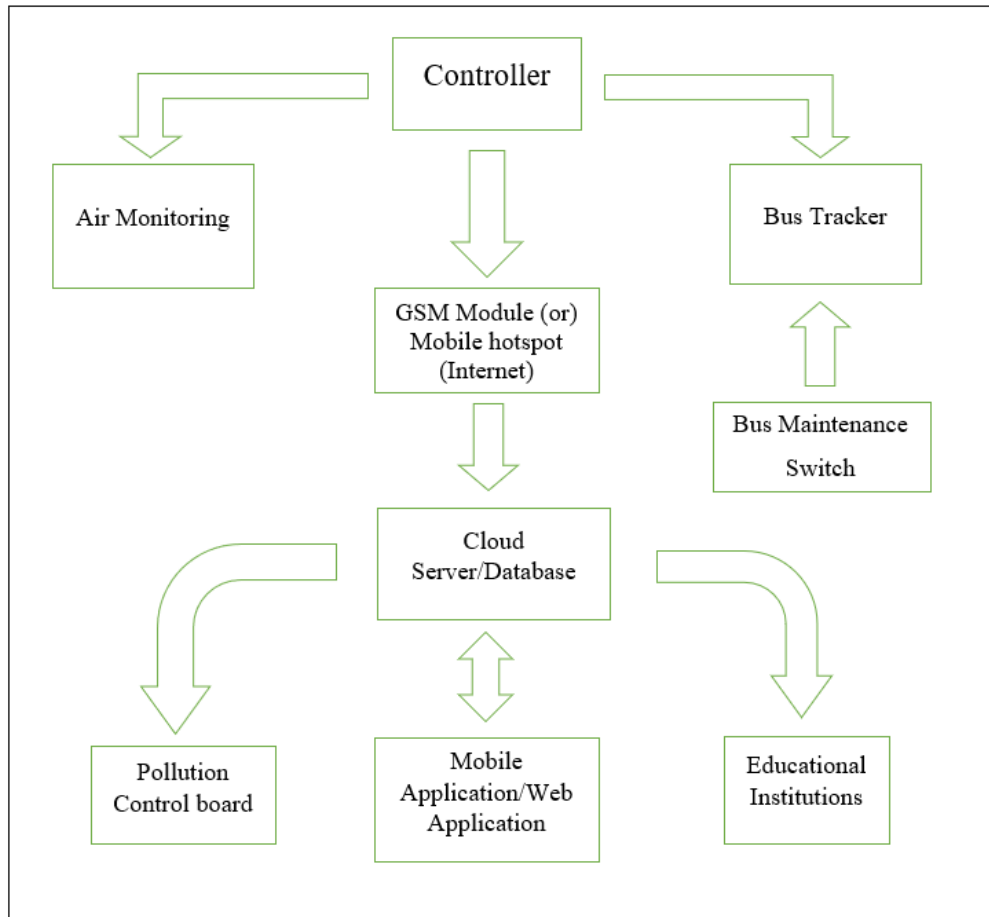 Controller
Air Monitoring
Bus Tracker
GSM Module (or)
Mobile hotspot
(Internet)
Bus Maintenance
Switch
Cloud
Server/Database
Pollution
Control board
Mobile
Application/Web
Application
Educational
Institutions